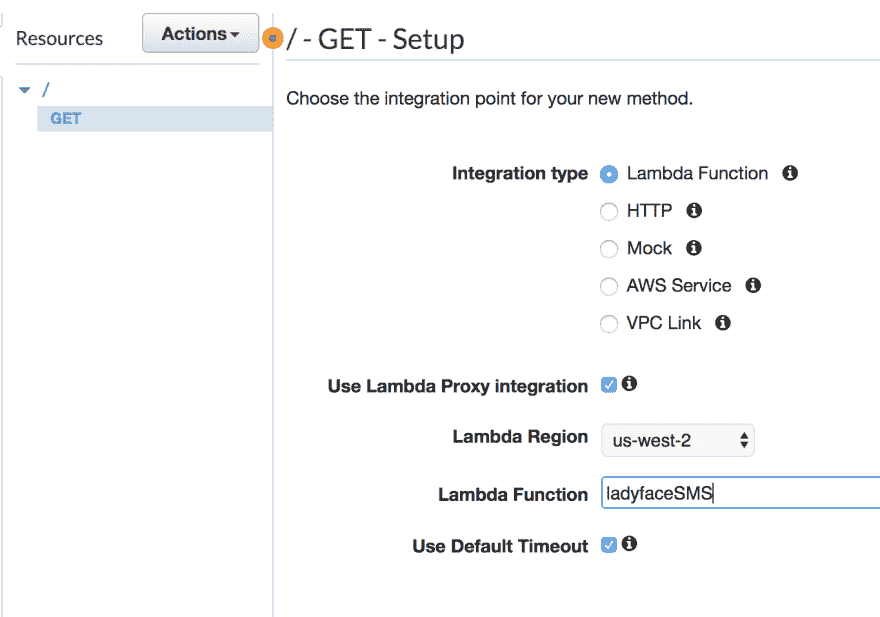 Resources
Actions
/ - GET - Setup
/
GET
Choose the integration point for your new method.
Integration type
Lambda Function
HTTP
Mock
AWS Service
VPC Link
Use Lambda Proxy integration
Lambda Region
us-west-2
Lambda Function
ladyfaceSMS
Use Default Timeout